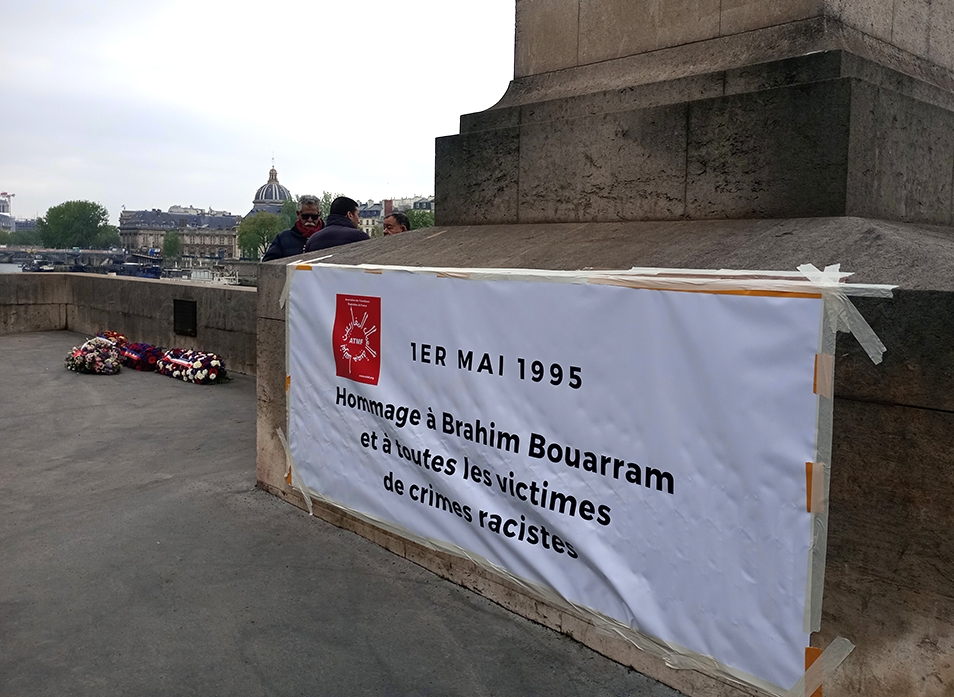 ATMF
1ER MAI 1995
Hommage à Brahim Bouarram
et à toutes les victimes
de crimes racistes